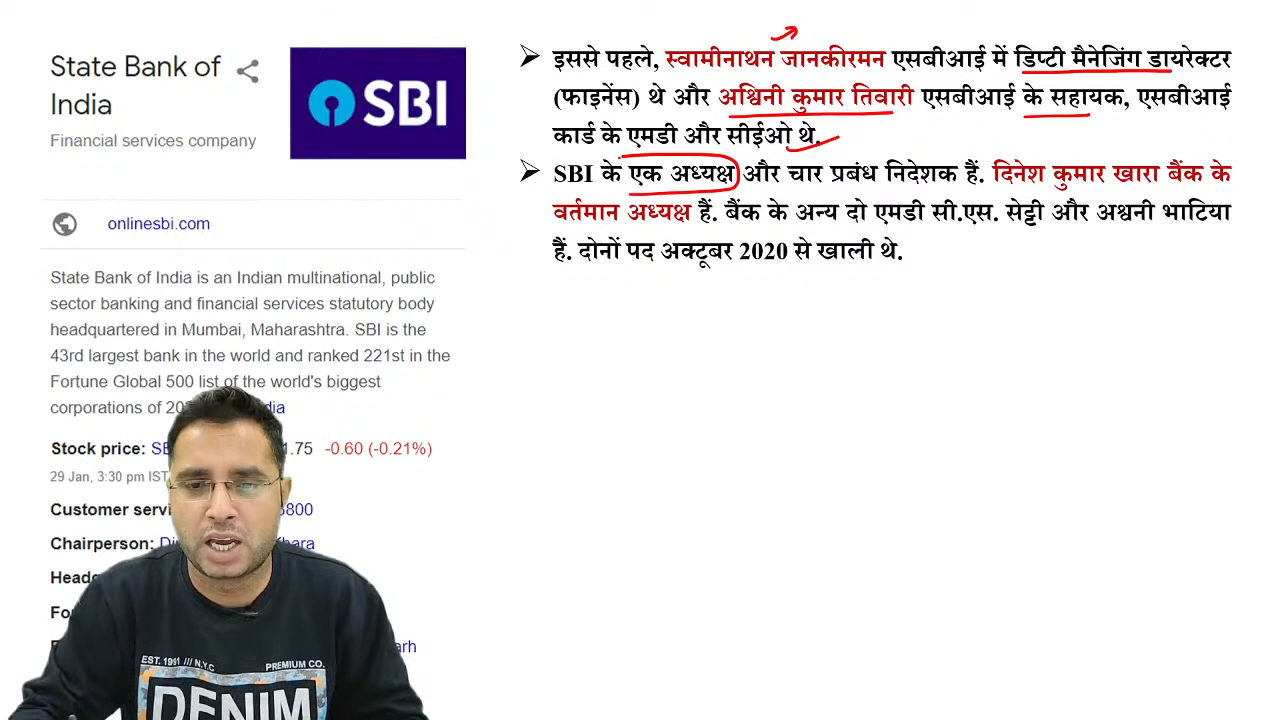 State Bank of
India
Financial services company
SBI
onlinesbi.com
State Bank of India is an Indian multinational, public
sector banking and financial services statutory body
headquartered in Mumbai, Maharashtra. SBI is the
43rd largest bank in the world and ranked 221st in the
Fortune Global 500 list of the world's biggest
corporations of
Stock price: 1.75 -0.60 (-0.21%)
29 Jan, 3:30 pm IST
Customer
Chairperson:
इससे पहले, स्वामीनाथन जानकीरमन एसबीआई में डिप्टी मैनेजिंग डायरेक्टर
(फाइनेंस) थे और अश्विनी कुमार तिवारी एसबीआई के सहायक, एसबीआई
कार्ड के एमडी और सीईओ थे.
SBI के एक अध्यक्ष और चार प्रबंध निदेशक हैं. दिनेश कुमार खारा बैंक के
वर्तमान अध्यक्ष हैं. बैंक के अन्य दो एमडी सी.एस. सेट्टी और अश्वनी भाटिया
हैं. दोनों पद अक्टूबर 2020 से खाली थे.
EST. 1991 /// N.Y.C PREMIUM CO.
DENIM